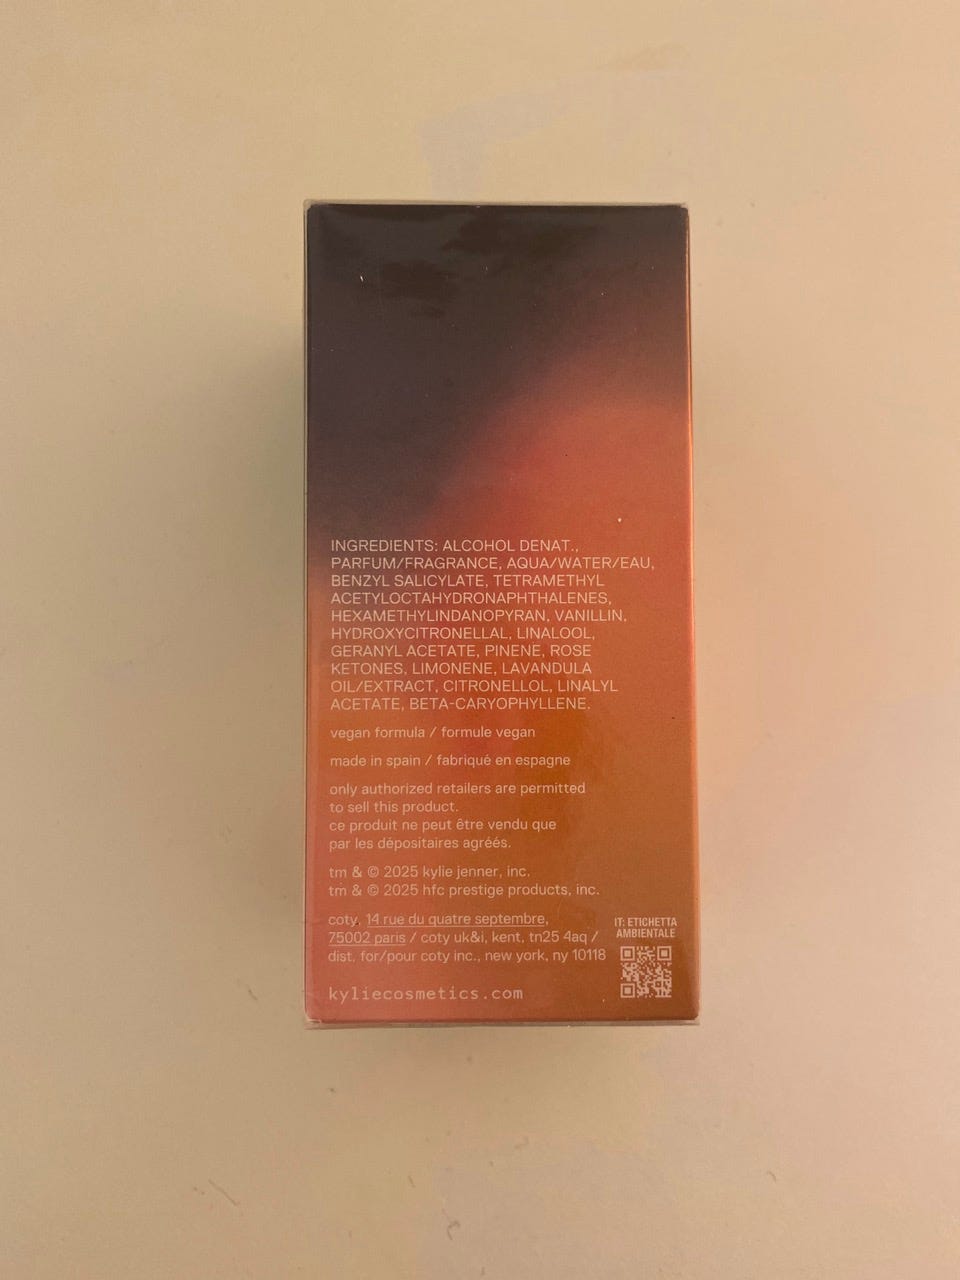 INGREDIENTS: ALCOHOL DENAT.,
PARFUM/FRAGRANCE, AQUA/WATER/EAU,
BENZYL SALICYLATE, TETRAMETHYL
ACETYLOCTAHYDRONAPHTHALENES,
HEXAMETHYLINDANOPYRAN, VANILLIN,
HYDROXYCITRONELLAL, LINALOOL,
GERANYL ACETATE, PINENE, ROSE
KETONES, LIMONENE, LAVANDULA
OIL/EXTRACT, CITRONELLOL, LINALYL
ACETATE, BETA-CARYOPHYLLENE.
vegan formula / formule vegan
made in spain / fabriqué en espagne
only authorized retailers are permitted
to sell this product.
ce produit ne peut être vendu que
par les dépositaires agréés.
tm & © 2025 kylie jenner, inc.
tm & © 2025 hfc prestige products, inc.
coty, 14 rue du quatre septembre,
75002 paris / coty uk&i, kent, tn25 4aq /
dist. for/pour coty inc., new york, ny 10118
IT: ETICHETTA
AMBIENTALE
kyliecosmetics.com